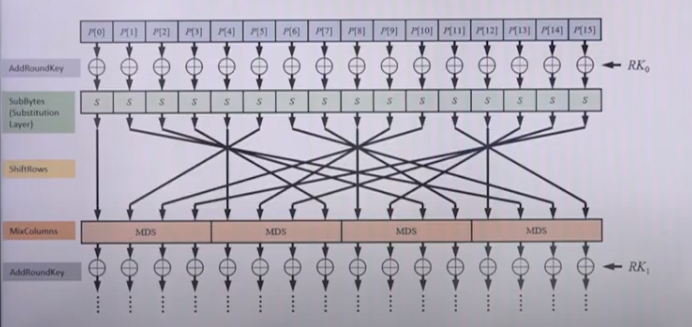 P[0] P[1] P[2] P[3] P[4] P[5] P[6] P[7] P[8] P[9] P[10] P[11] P[12] P[13] P[14] P[15]
AddRoundKey
RK₀
SubBytes
(Substitution
Layer)
S S S S S S S S S S S S S S S S
ShiftRows
MixColumns
MDS MDS MDS MDS
AddRoundKey
RK₁